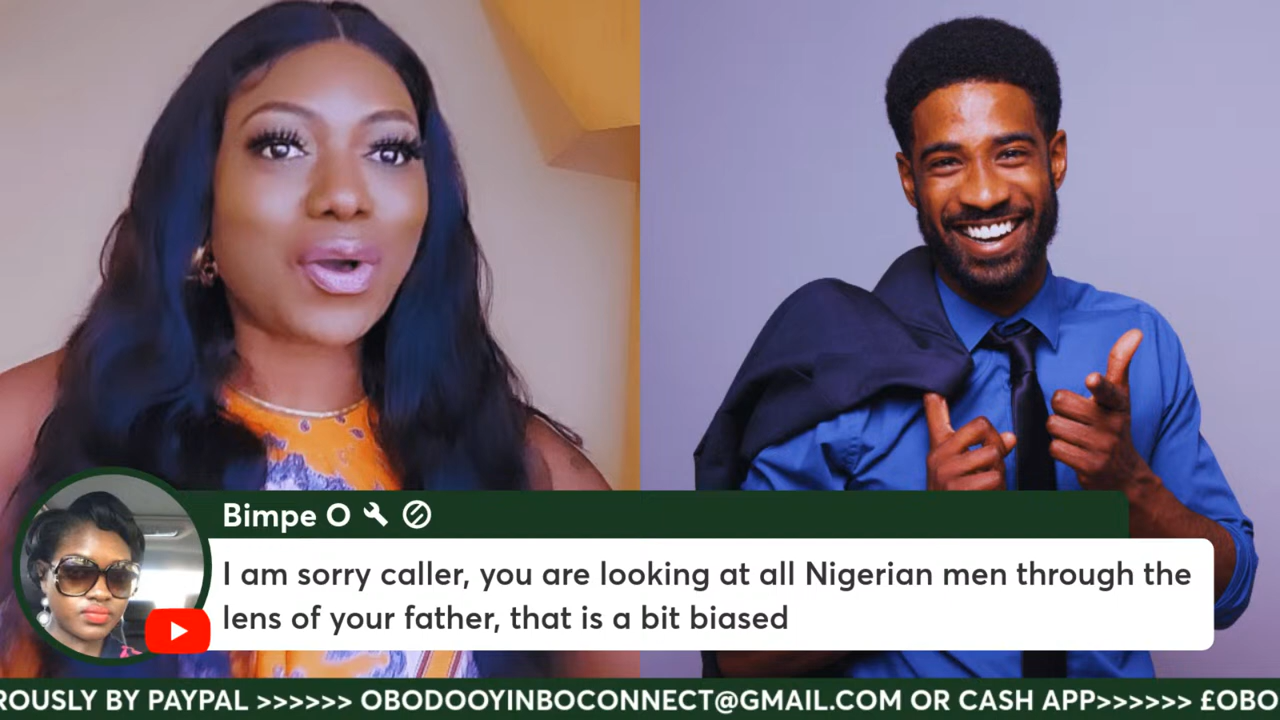 Bimpe O
I am sorry caller, you are looking at all Nigerian men through the
lens of your father, that is a bit biased
ROUSLY BY PAYPAL >>>>>> OBODOOYINBOCONNECT@GMAIL.COM OR CASH APP>>>>>> £OBO